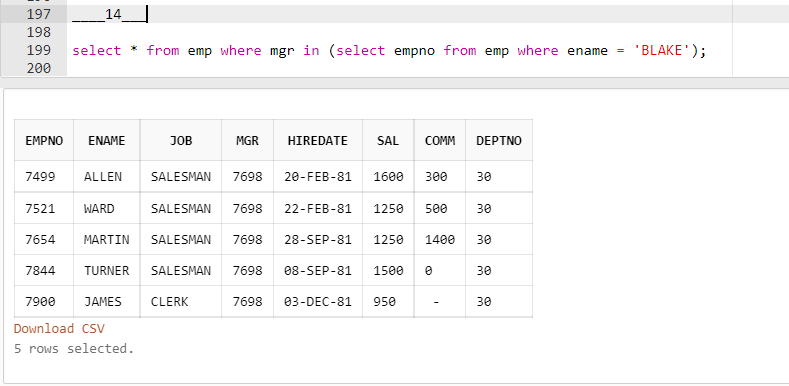 197 ____14___
198
199 select * from emp where mgr in (select empno from emp where ename = 'BLAKE');
200
EMPNO ENAME JOB MGR HIREDATE SAL COMM DEPTNO
7499 ALLEN SALESMAN 7698 20-FEB-81 1600 300 30
7521 WARD SALESMAN 7698 22-FEB-81 1250 500 30
7654 MARTIN SALESMAN 7698 28-SEP-81 1250 1400 30
7844 TURNER SALESMAN 7698 08-SEP-81 1500 0 30
7900 JAMES CLERK 7698 03-DEC-81 950 - 30
Download CSV
5 rows selected.